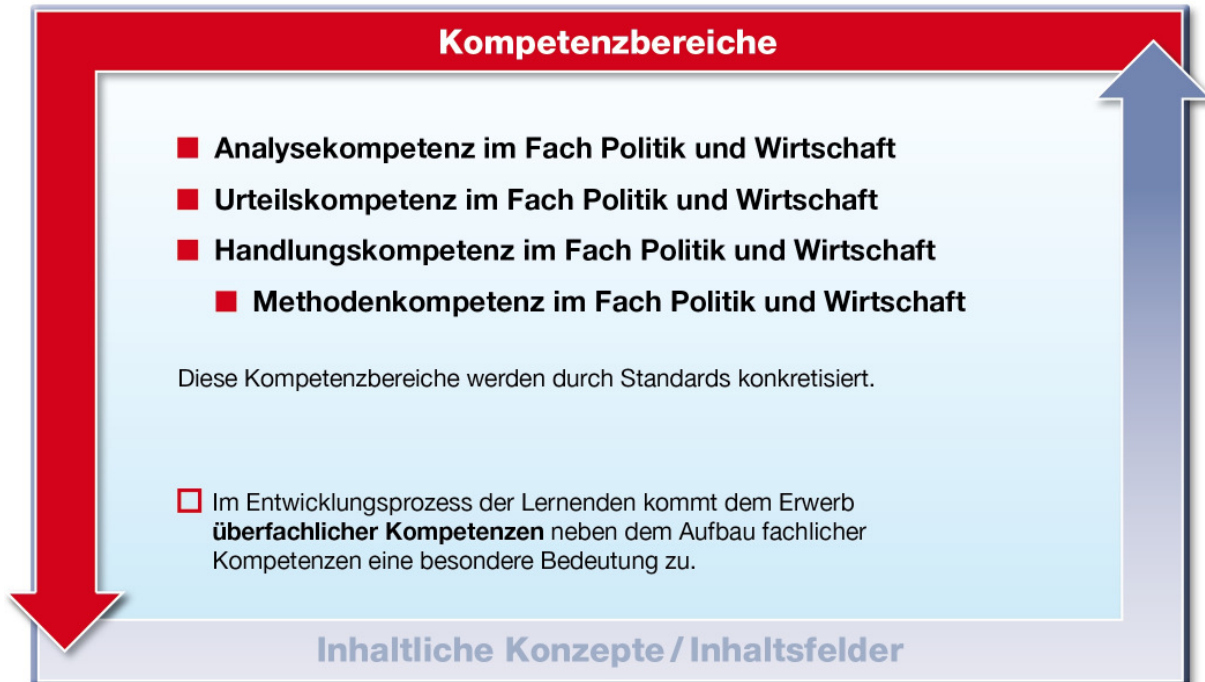 Kompetenzbereiche
Analysekompetenz im Fach Politik und Wirtschaft
Urteilskompetenz im Fach Politik und Wirtschaft
Handlungskompetenz im Fach Politik und Wirtschaft
Methodenkompetenz im Fach Politik und Wirtschaft
Diese Kompetenzbereiche werden durch Standards konkretisiert.
Im Entwicklungsprozess der Lernenden kommt dem Erwerb
überfachlicher Kompetenzen neben dem Aufbau fachlicher
Kompetenzen eine besondere Bedeutung zu.
Inhaltliche Konzepte / Inhaltsfelder